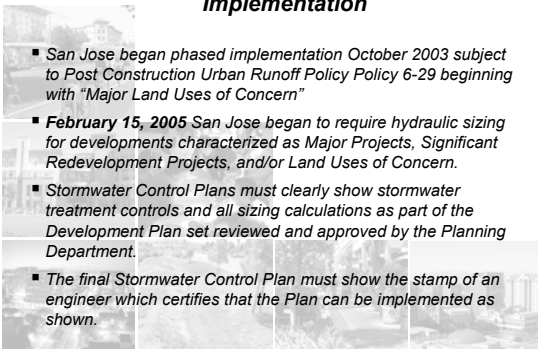 Implementation
▪ San Jose began phased implementation October 2003 subject
to Post Construction Urban Runoff Policy Policy 6-29 beginning
with “Major Land Uses of Concern”
▪ February 15, 2005 San Jose began to require hydraulic sizing
for developments characterized as Major Projects, Significant
Redevelopment Projects, and/or Land Uses of Concern.
▪ Stormwater Control Plans must clearly show stormwater
treatment controls and all sizing calculations as part of the
Development Plan set reviewed and approved by the Planning
Department.
▪ The final Stormwater Control Plan must show the stamp of an
engineer which certifies that the Plan can be implemented as
shown.